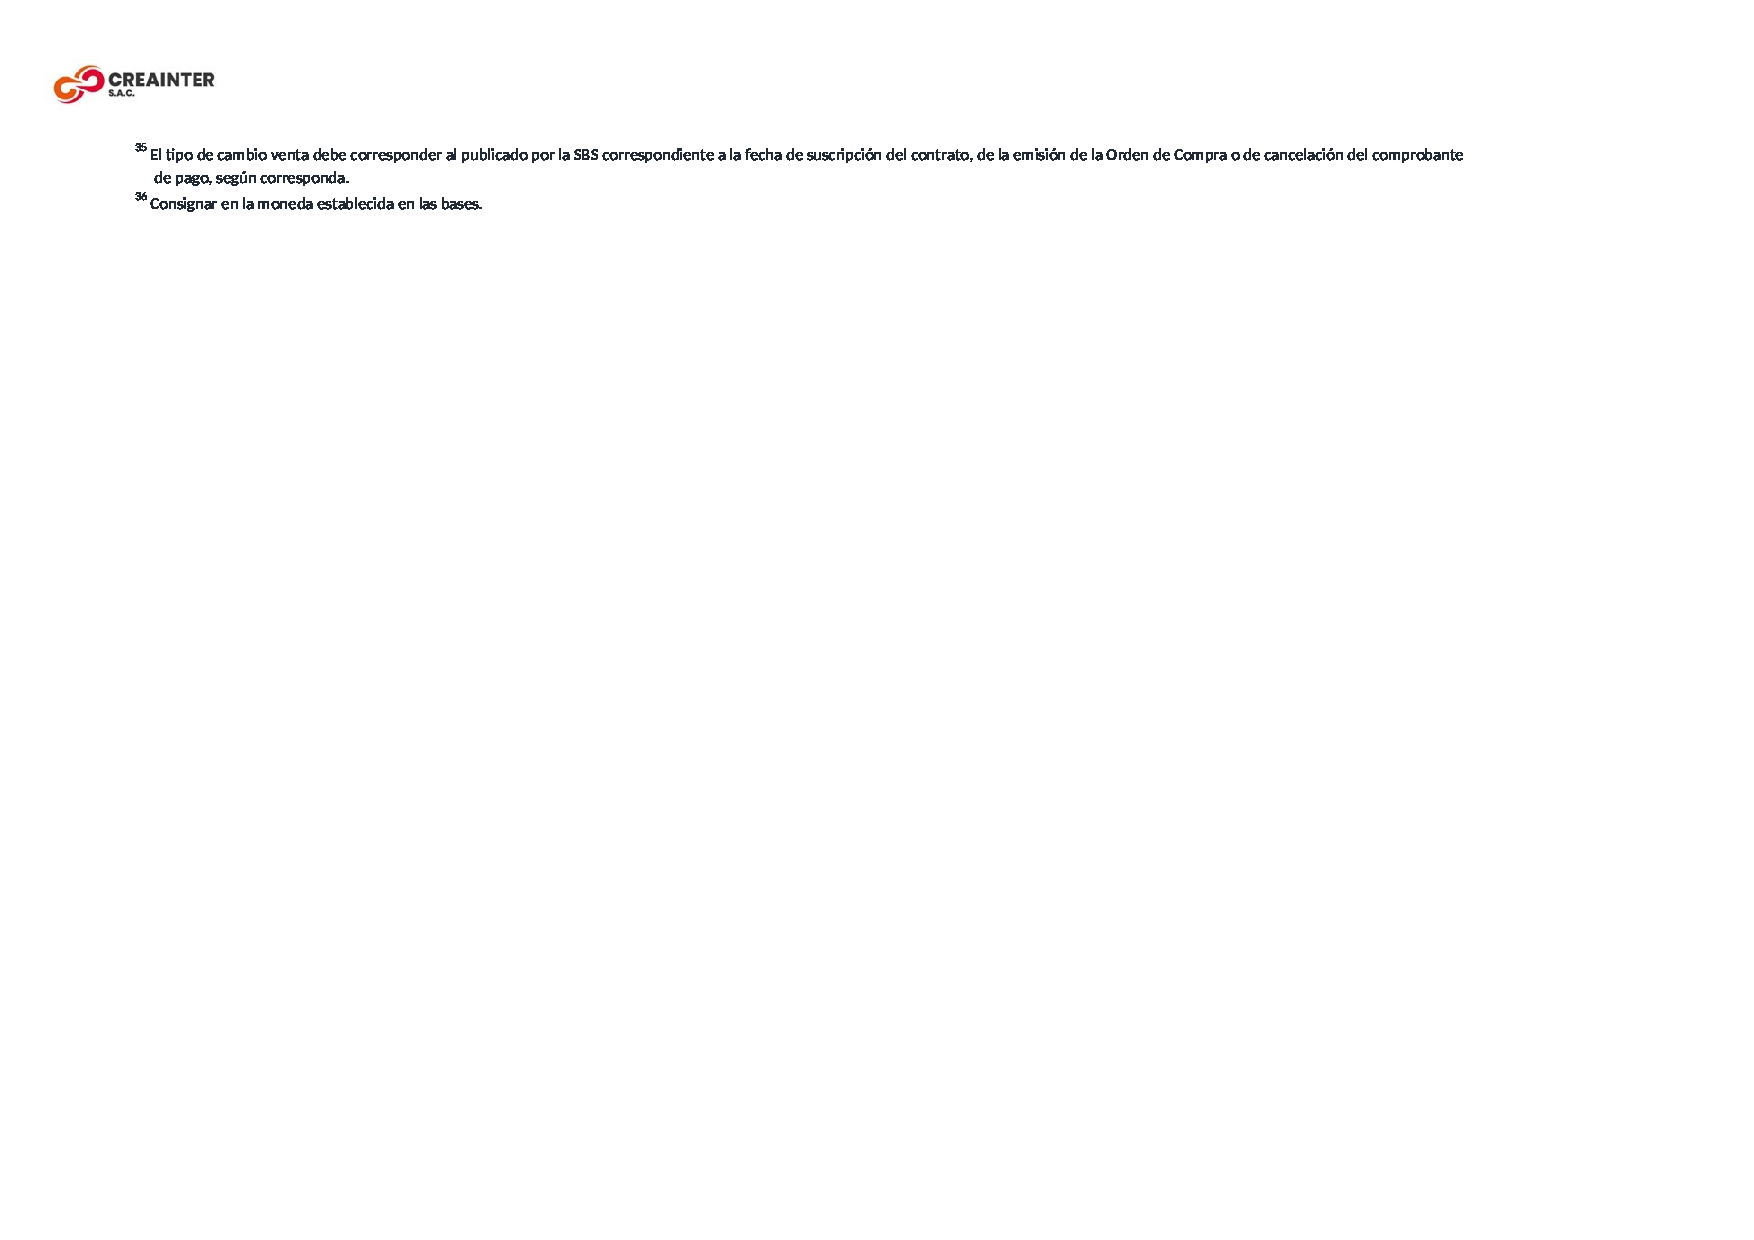 CREAINTER
S.A.C.
35 El tipo de cambio venta debe corresponder al publicado por la SBS correspondiente a la fecha de suscripción del contrato, de la emisión de la Orden de Compra o de cancelación del comprobante
de pago, según corresponda.
36 Consignar en la moneda establecida en las bases.